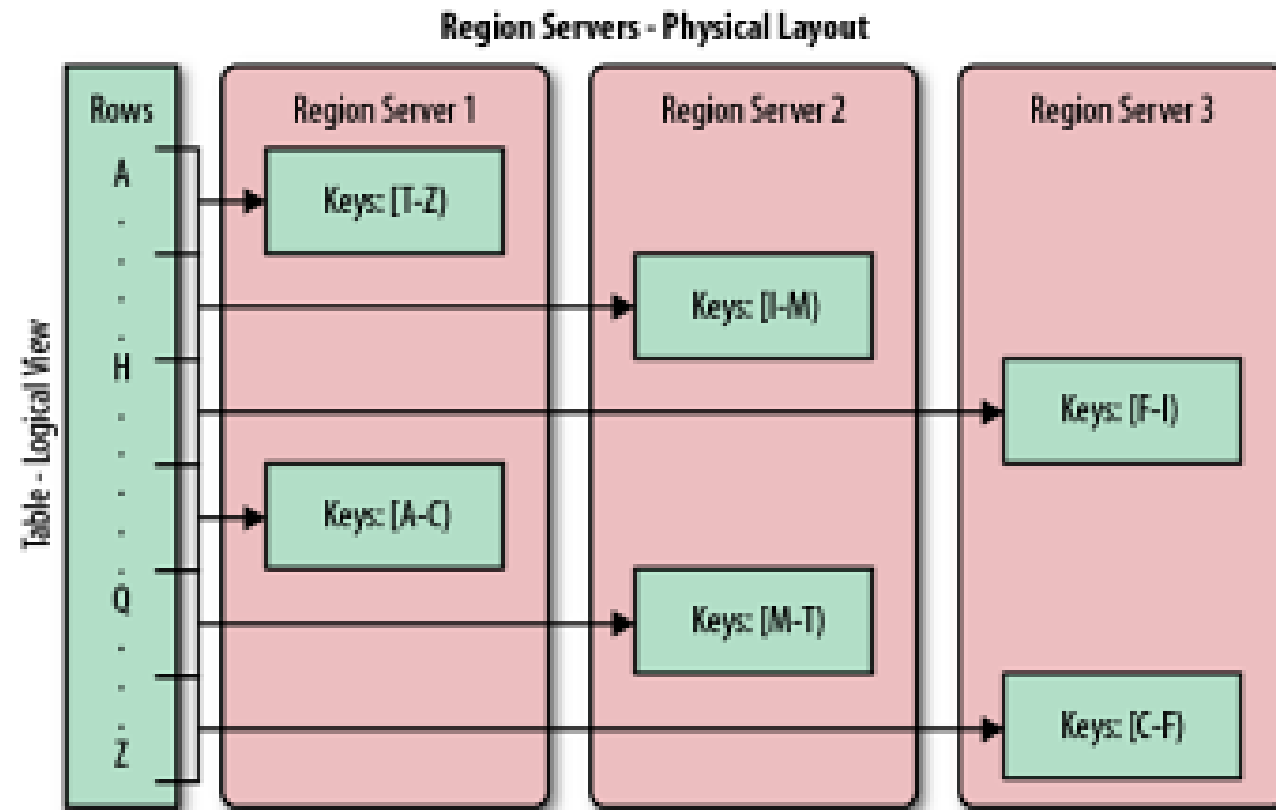 Region Servers - Physical Layout
Table - Logical View
Rows
A
H
Q
Z
Region Server 1
Keys: [T-Z)
Keys: [A-C)
Region Server 2
Keys: [I-M)
Keys: [M-T)
Region Server 3
Keys: [F-I)
Keys: [C-F)